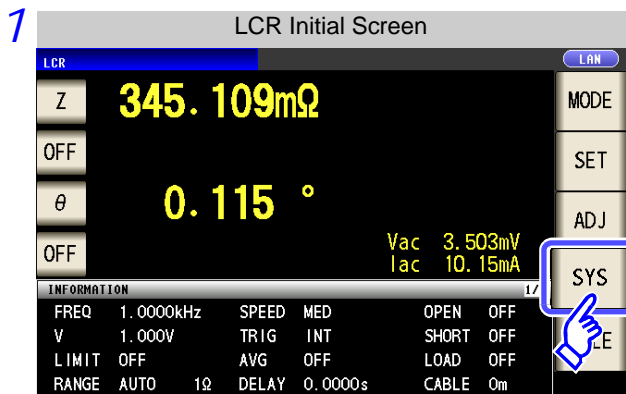 1
LCR Initial Screen
LCR
LAN
Z 345.109mΩ
MODE
OFF
SET
θ 0.115 °
ADJ
OFF
Vac 3.503mV
Iac 10.15mA
SYS
INFORMATION 1/
FREQ 1.0000kHz SPEED MED OPEN OFF
V 1.000V TRIG INT SHORT OFF
LIMIT OFF AVG OFF LOAD OFF
RANGE AUTO 1Ω DELAY 0.0000s CABLE 0m